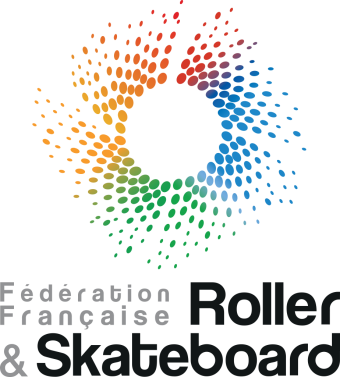 Fédération
Française Roller
& Skateboard